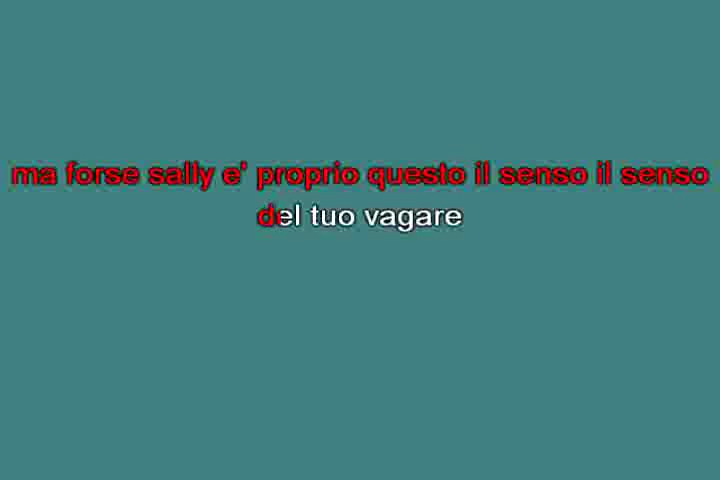 ma forse sally e' proprio questo il senso il senso
del tuo vagare